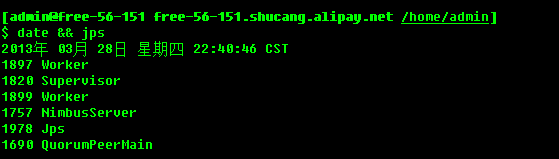 [admin@free-56-151 free-56-151.shucang.alipay.net /home/admin]
$ date && jps
2013年 03月 28日 星期四 22:40:46 CST
1897 Worker
1820 Supervisor
1899 Worker
1757 NimbusServer
1978 Jps
1690 QuorumPeerMain